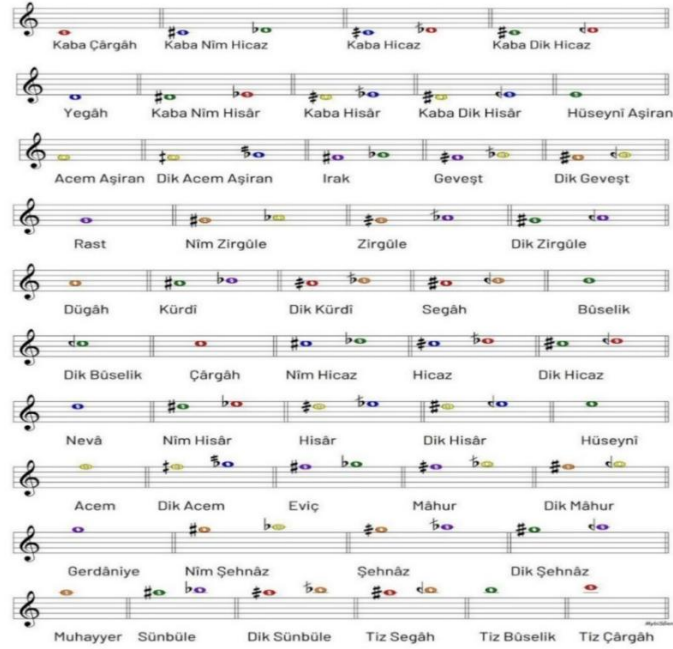 Kaba Çârgâh Kaba Nîm Hicaz Kaba Hicaz Kaba Dik Hicaz
Yegâh Kaba Nîm Hisâr Kaba Hisâr Kaba Dik Hisâr Hüseynî Aşiran
Acem Aşiran Dik Acem Aşiran Irak Geveşt Dik Geveşt
Rast Nîm Zirgûle Zirgûle Dik Zirgûle
Dügâh Kürdî Dik Kürdî Segâh Bûselik
Dik Bûselik Çârgâh Nîm Hicaz Hicaz Dik Hicaz
Nevâ Nîm Hisâr Hisâr Dik Hisâr Hüseynî
Acem Dik Acem Eviç Mâhur Dik Mâhur
Gerdâniye Nîm Şehnâz Şehnâz Dik Şehnâz
Muhayyer Sünbüle Dik Sünbüle Tiz Segâh Tiz Bûselik Tiz Çârgâh